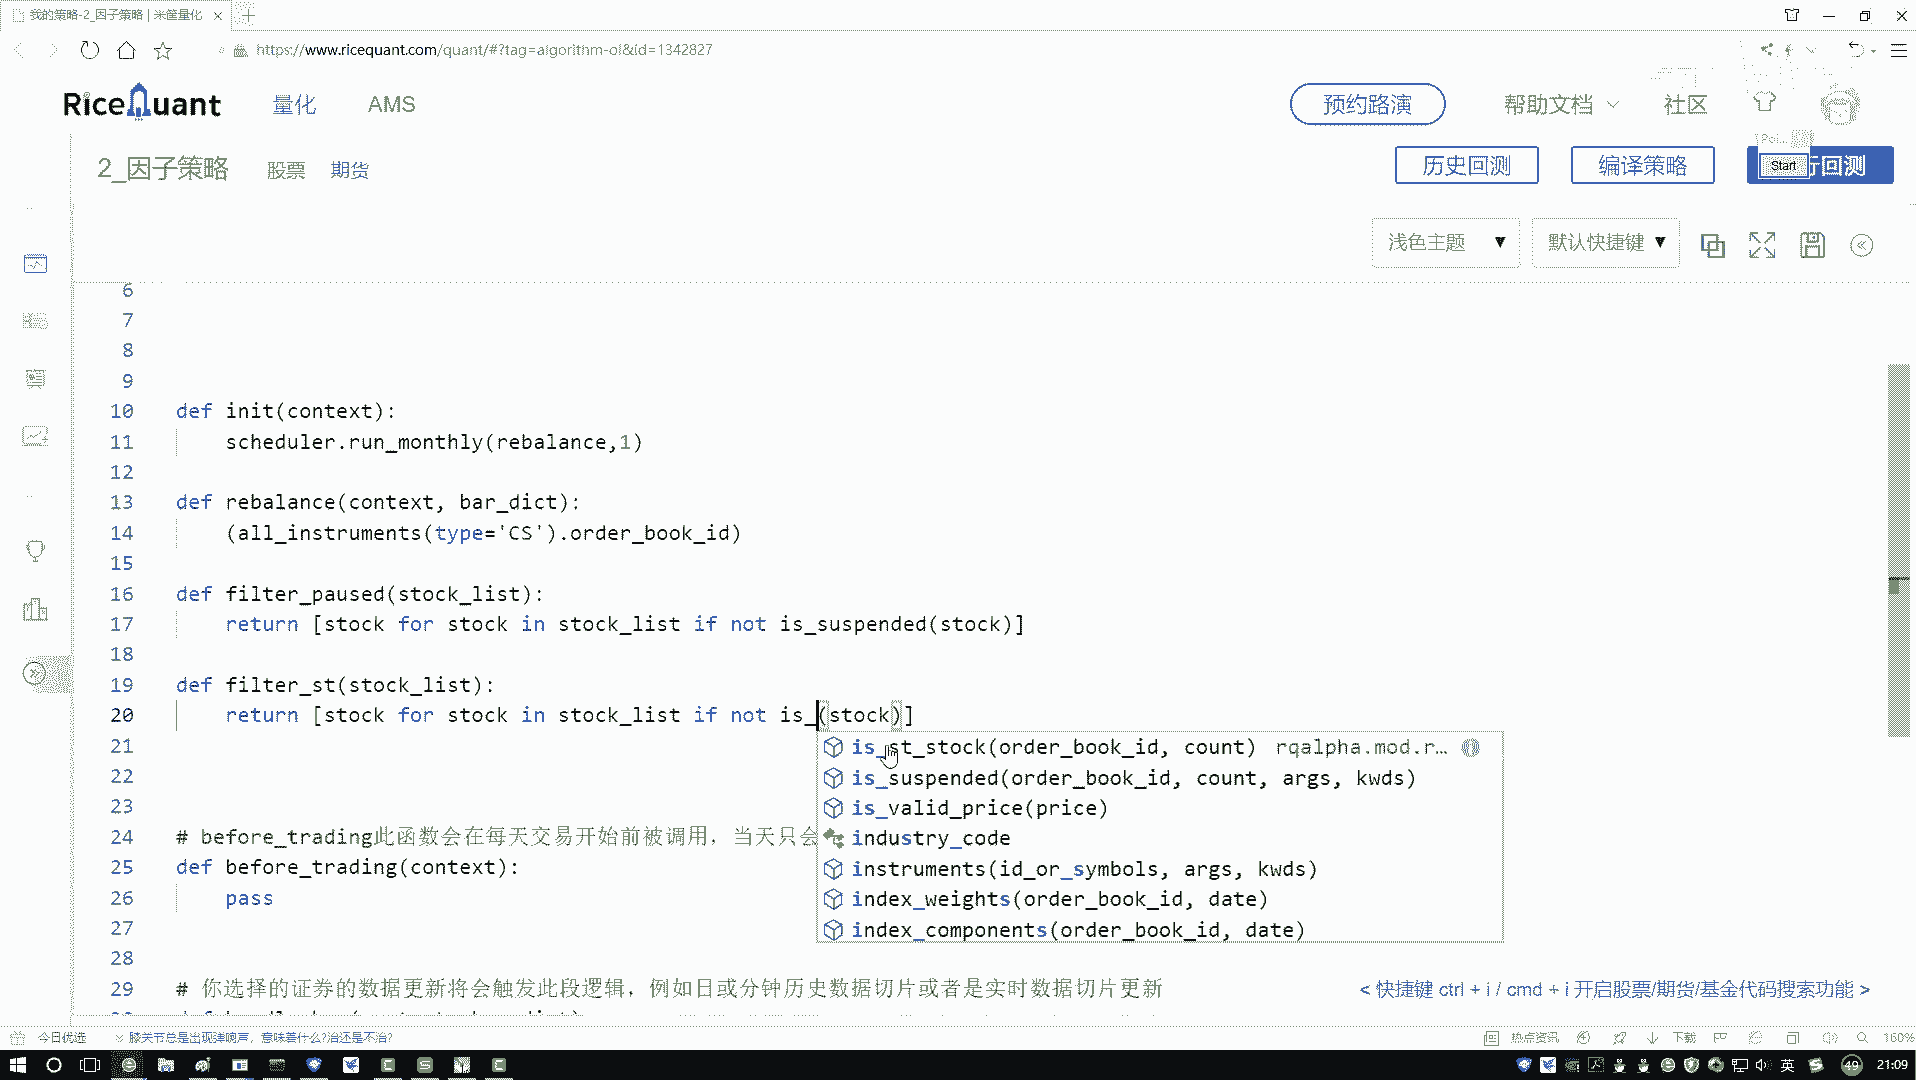 我的策略-2_因子策略 | 米筐量化
https://www.ricequant.com/quant/#?tag=algorithm-ol&id=1342827
RiceQuant 量化 AMS 预约路演 帮助文档 社区
2_因子策略 股票 期货 历史回测 编译策略 Start 行回测
浅色主题 ▼ 默认快捷键 ▼
6
7
8
9
10 def init(context):
11 scheduler.run_monthly(rebalance,1)
12
13 def rebalance(context, bar_dict):
14 (all_instruments(type='CS').order_book_id)
15
16 def filter_paused(stock_list):
17 return [stock for stock in stock_list if not is_suspended(stock)]
18
19 def filter_st(stock_list):
20 return [stock for stock in stock_list if not is_(stock)]
21 is_st_stock(order_book_id, count) rqalpha.mod.r…
22 is_suspended(order_book_id, count, args, kwds)
23 is_valid_price(price)
24 # before_trading此函数会在每天交易开始前被调用，当天只会 industry_code
25 def before_trading(context): instruments(id_or_symbols, args, kwds)
26 pass index_weights(order_book_id, date)
27 index_components(order_book_id, date)
28
29 # 你选择的证券的数据更新将会触发此段逻辑，例如日或分钟历史数据切片或者是实时数据切片更新
< 快捷键 ctrl + i / cmd + i 开启股票/期货/基金代码搜索功能 >
今日优选 膝关节总是出现弹响声，意味着什么?治还是不治? 热点资讯 下载 160%
英 49 21:09